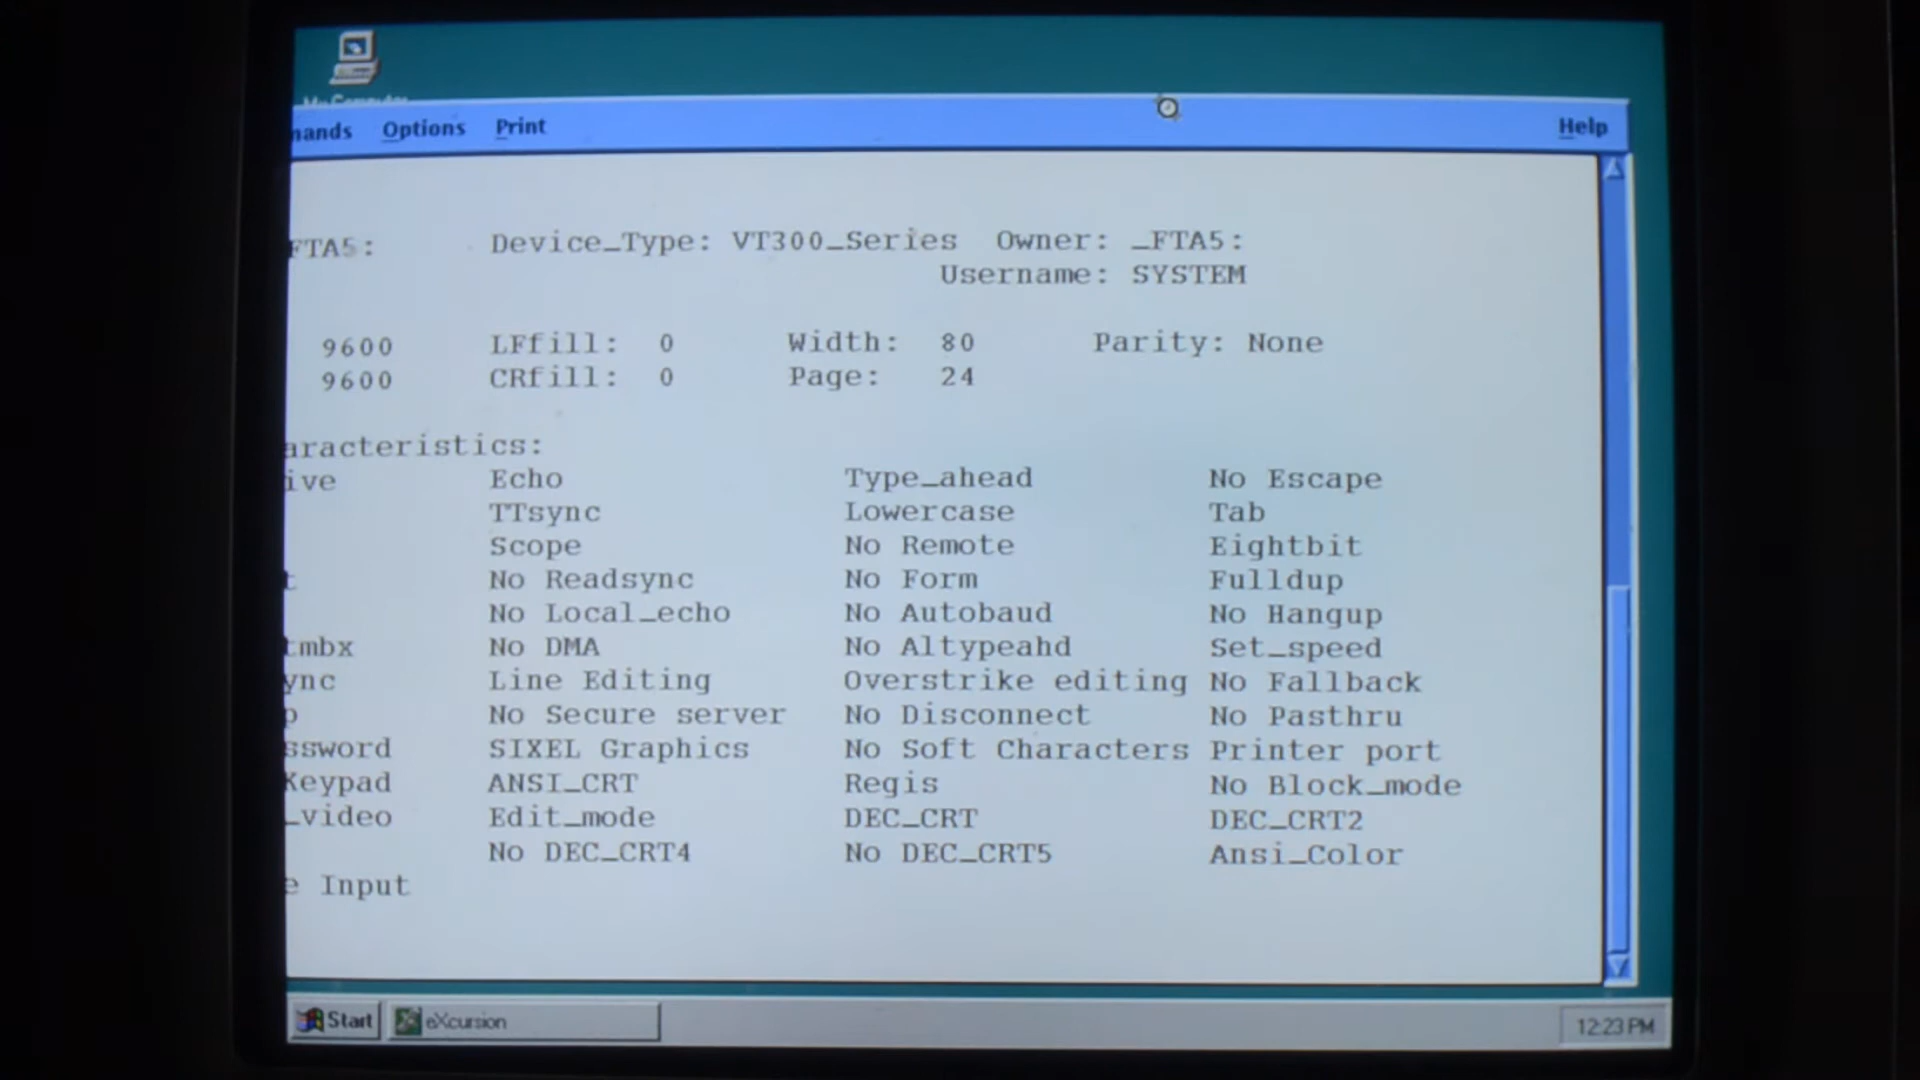 My Computer
mands Options Print Help
FTA5: Device_Type: VT300_Series Owner: _FTA5:
Username: SYSTEM
9600 LFfill: 0 Width: 80 Parity: None
9600 CRfill: 0 Page: 24
aracteristics:
ive Echo Type_ahead No Escape
TTsync Lowercase Tab
Scope No Remote Eightbit
t No Readsync No Form Fulldup
No Local_echo No Autobaud No Hangup
tmbx No DMA No Altypeahd Set_speed
ync Line Editing Overstrike editing No Fallback
p No Secure server No Disconnect No Pasthru
ssword SIXEL Graphics No Soft Characters Printer port
Keypad ANSI_CRT Regis No Block_mode
_video Edit_mode DEC_CRT DEC_CRT2
No DEC_CRT4 No DEC_CRT5 Ansi_Color
e Input
Start eXcursion 12:23 PM